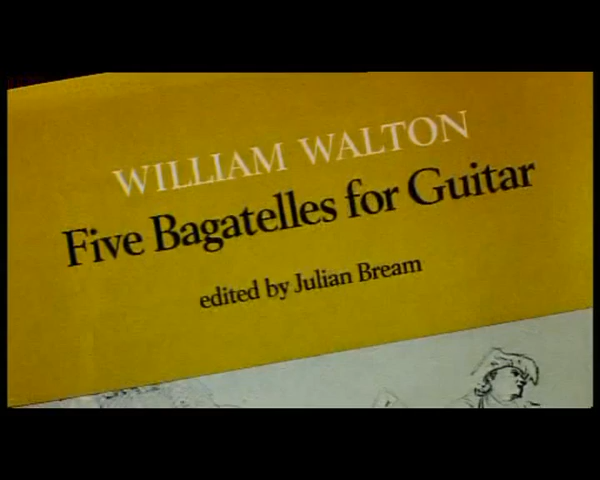 WILLIAM WALTON
Five Bagatelles for Guitar
edited by Julian Bream